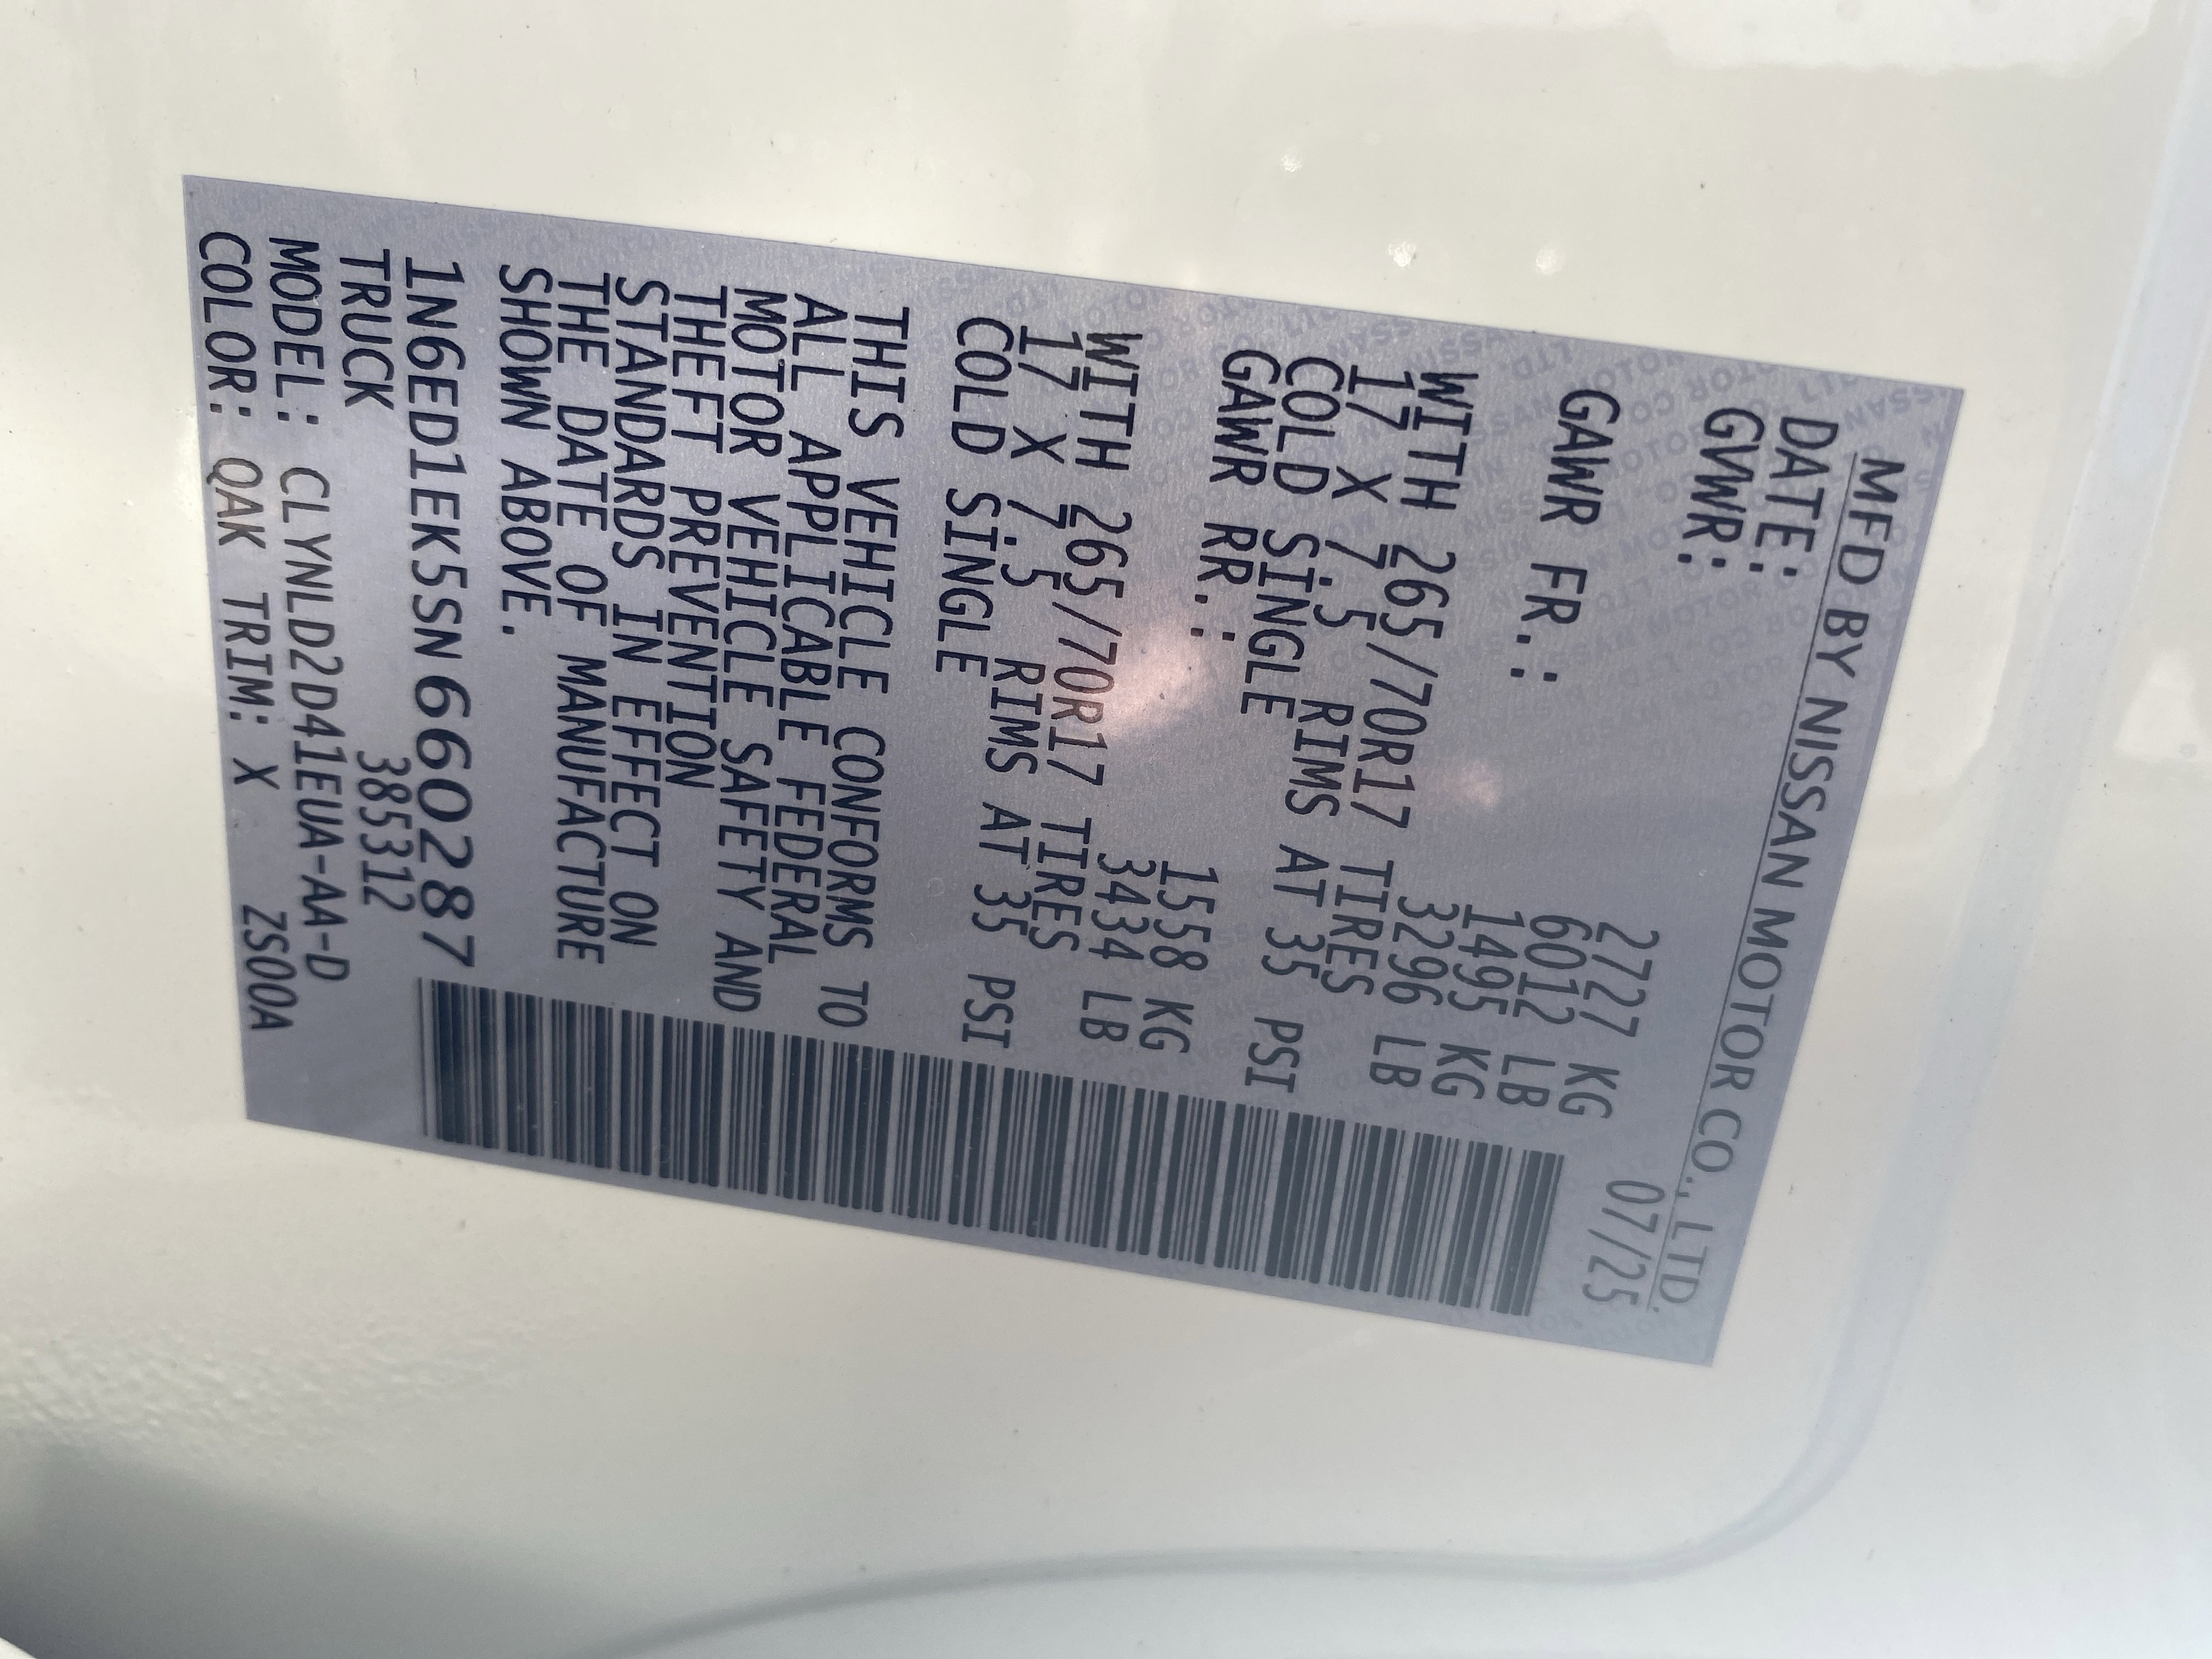 MFD BY NISSAN MOTOR CO., LTD.
DATE: 07/25
GVWR: 2727 KG
6012 LB
GAWR FR.: 1495 KG
3296 LB
WITH 265/70R17 TIRES
17 X 7.5 RIMS AT 35 PSI
COLD SINGLE
GAWR RR.: 1558 KG
3434 LB
WITH 265/70R17 TIRES
17 X 7.5 RIMS AT 35 PSI
COLD SINGLE
THIS VEHICLE CONFORMS TO
ALL APPLICABLE FEDERAL
MOTOR VEHICLE SAFETY AND
THEFT PREVENTION
STANDARDS IN EFFECT ON
THE DATE OF MANUFACTURE
SHOWN ABOVE.
1N6ED1EK5SN660287
TRUCK 385312
MODEL: CLYNLD2D41EUA-AA-D
COLOR: QAK TRIM: X ZS00A